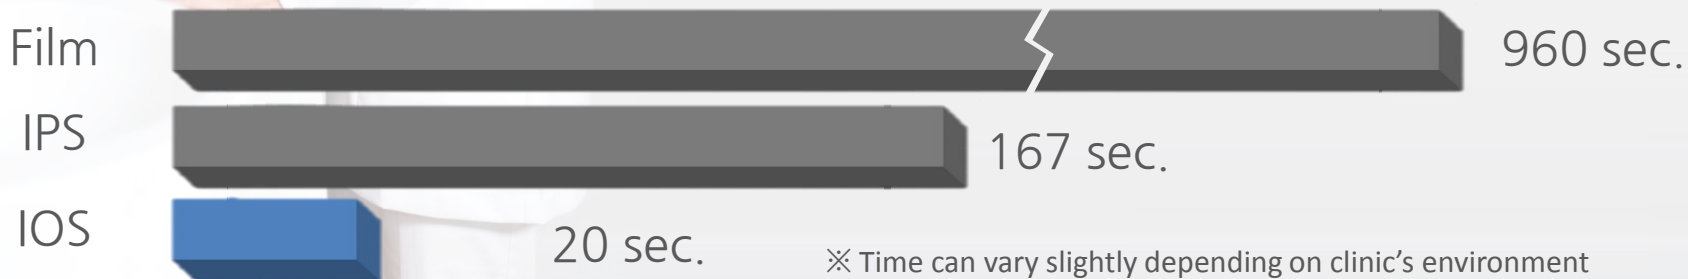 Film
960 sec.
IPS
167 sec.
IOS
20 sec.
※ Time can vary slightly depending on clinic’s environment